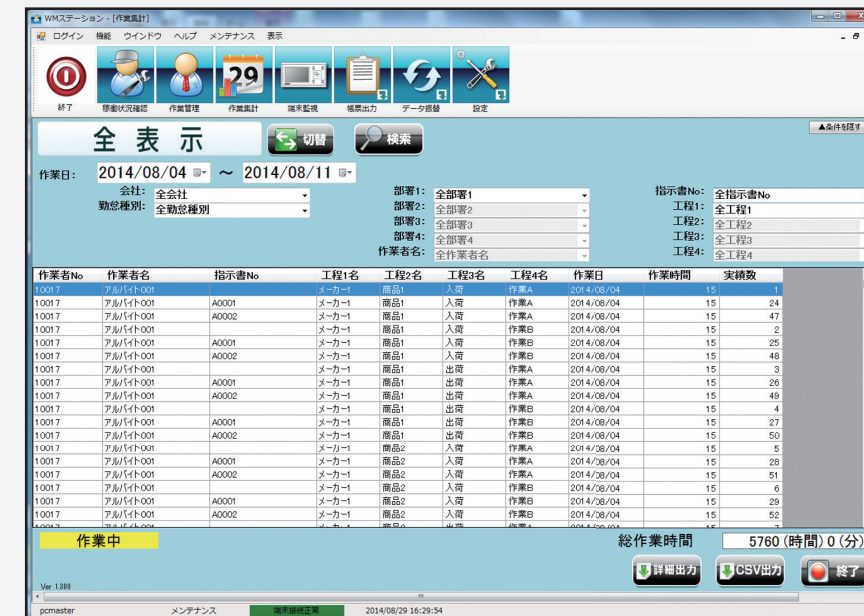 WMステーション - [作業集計]
ログイン 機能 ウインドウ ヘルプ メンテナンス 表示
29
終了 稼働状況確認 作業管理 作業集計 端末監視 帳票出力 データ振替 設定
▲条件を隠す
全表示 切替 検索
作業日: 2014/08/04 ～ 2014/08/11
会社: 全会社 部署1: 全部署1 指示書No: 全指示書No
勤怠種別: 全勤怠種別 部署2: 全部署2 工程1: 全工程1
部署3: 全部署3 工程2: 全工程2
部署4: 全部署4 工程3: 全工程3
作業者名: 全作業者名 工程4: 全工程4
作業者No 作業者名 指示書No 工程1名 工程2名 工程3名 工程4名 作業日 作業時間 実績数
10017 アルバイト001 メーカー1 商品1 入荷 作業A 2014/08/04 15 1
10017 アルバイト001 A0001 メーカー1 商品1 入荷 作業A 2014/08/04 15 24
10017 アルバイト001 A0002 メーカー1 商品1 入荷 作業A 2014/08/04 15 47
10017 アルバイト001 メーカー1 商品1 入荷 作業B 2014/08/04 15 2
10017 アルバイト001 A0001 メーカー1 商品1 入荷 作業B 2014/08/04 15 25
10017 アルバイト001 A0002 メーカー1 商品1 入荷 作業B 2014/08/04 15 48
10017 アルバイト001 メーカー1 商品1 出荷 作業A 2014/08/04 15 3
10017 アルバイト001 A0001 メーカー1 商品1 出荷 作業A 2014/08/04 15 26
10017 アルバイト001 A0002 メーカー1 商品1 出荷 作業A 2014/08/04 15 49
10017 アルバイト001 メーカー1 商品1 出荷 作業B 2014/08/04 15 4
10017 アルバイト001 A0001 メーカー1 商品1 出荷 作業B 2014/08/04 15 27
10017 アルバイト001 A0002 メーカー1 商品1 出荷 作業B 2014/08/04 15 50
10017 アルバイト001 メーカー1 商品2 入荷 作業A 2014/08/04 15 5
10017 アルバイト001 A0001 メーカー1 商品2 入荷 作業A 2014/08/04 15 28
10017 アルバイト001 A0002 メーカー1 商品2 入荷 作業A 2014/08/04 15 51
10017 アルバイト001 メーカー1 商品2 入荷 作業B 2014/08/04 15 6
10017 アルバイト001 A0001 メーカー1 商品2 入荷 作業B 2014/08/04 15 29
10017 アルバイト001 A0002 メーカー1 商品2 入荷 作業B 2014/08/04 15 52
作業中 総作業時間 5760 (時間) 0 (分)
詳細出力 CSV出力 終了
Ver 1.3.0.0
pcmaster メンテナンス 端末接続正常 2014/08/29 16:29:54